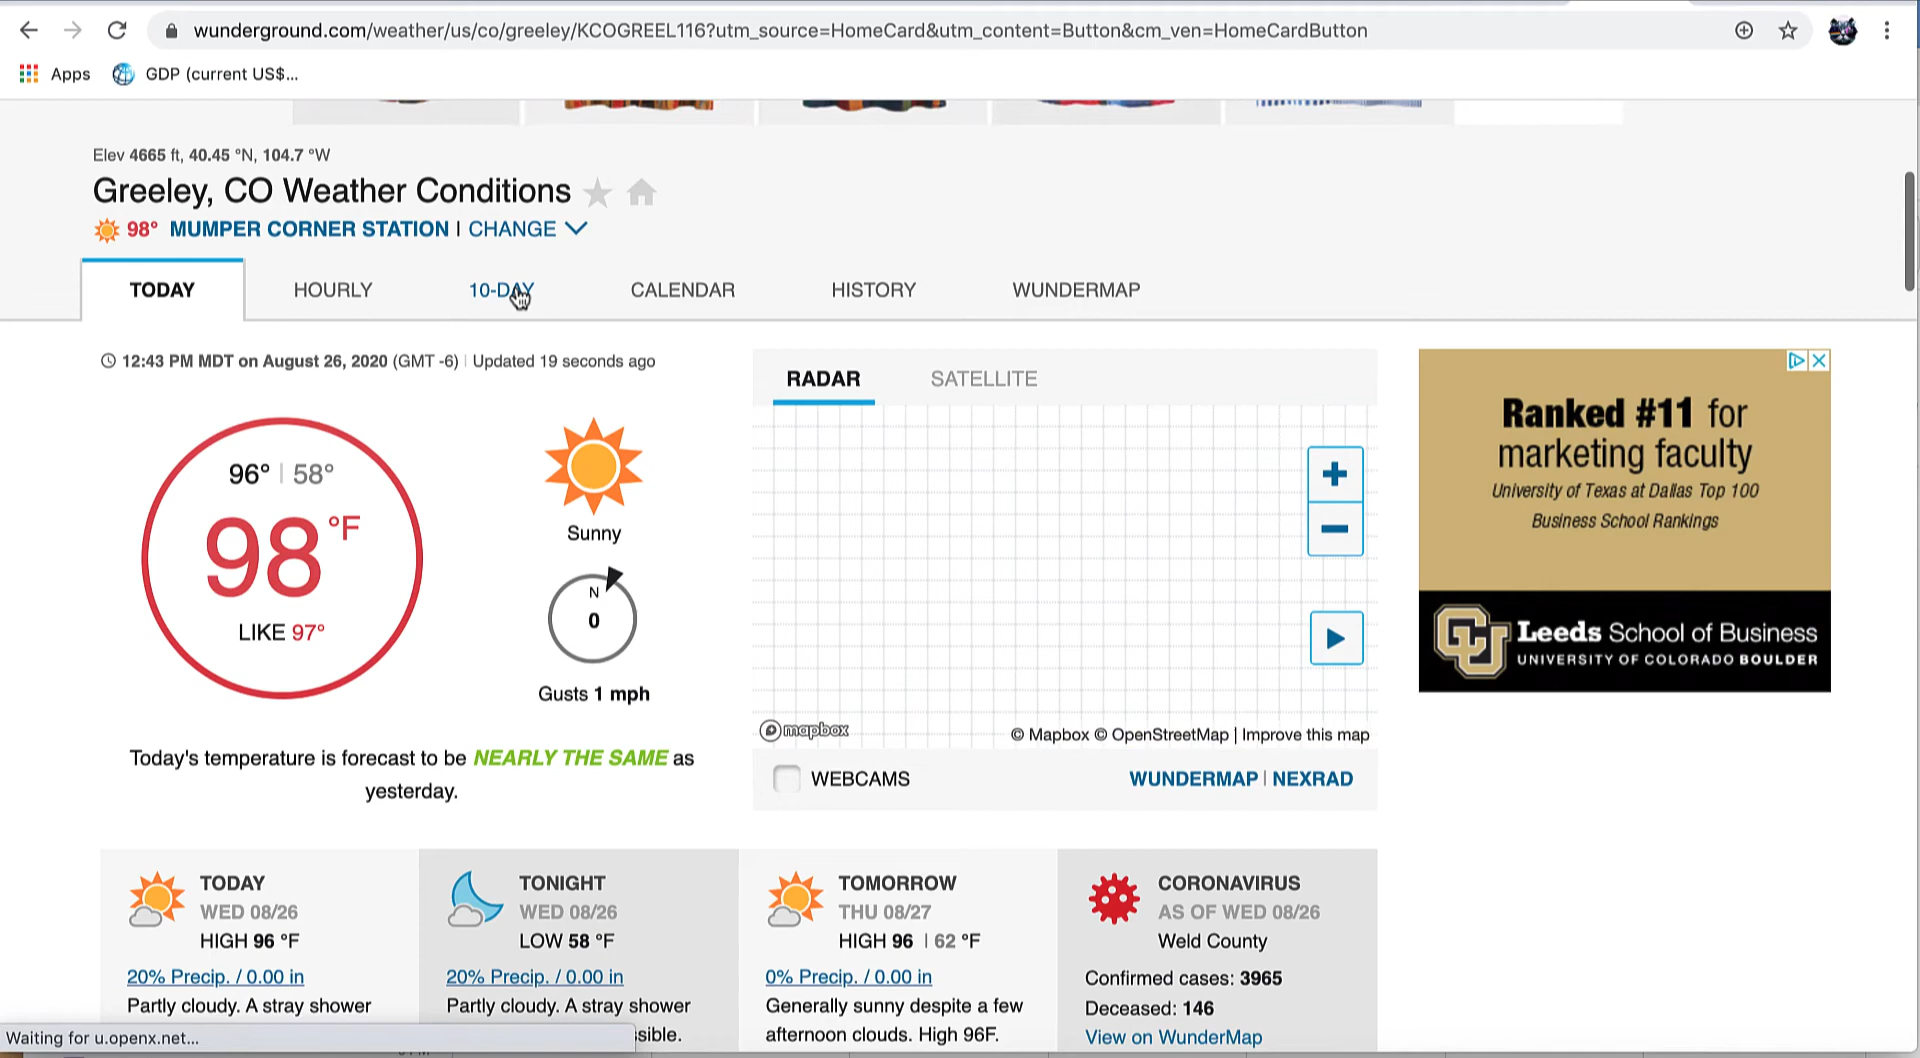 wunderground.com/weather/us/co/greeley/KCOGREEL116?utm_source=HomeCard&utm_content=Button&cm_ven=HomeCardButton
Apps GDP (current US$...
Elev 4665 ft, 40.45 °N, 104.7 °W
Greeley, CO Weather Conditions
98° MUMPER CORNER STATION | CHANGE
TODAY HOURLY 10-DAY CALENDAR HISTORY WUNDERMAP
12:43 PM MDT on August 26, 2020 (GMT -6) | Updated 19 seconds ago
96° | 58°
98 °F
LIKE 97°
Sunny
N
0
Gusts 1 mph
Today's temperature is forecast to be NEARLY THE SAME as
yesterday.
RADAR SATELLITE
mapbox
© Mapbox © OpenStreetMap | Improve this map
WEBCAMS WUNDERMAP | NEXRAD
Ranked #11 for
marketing faculty
University of Texas at Dallas Top 100
Business School Rankings
CU
Leeds School of Business
UNIVERSITY OF COLORADO BOULDER
TODAY
WED 08/26
HIGH 96 °F
20% Precip. / 0.00 in
Partly cloudy. A stray shower
TONIGHT
WED 08/26
LOW 58 °F
20% Precip. / 0.00 in
Partly cloudy. A stray shower
sible.
TOMORROW
THU 08/27
HIGH 96 | 62 °F
0% Precip. / 0.00 in
Generally sunny despite a few
afternoon clouds. High 96F.
CORONAVIRUS
AS OF WED 08/26
Weld County
Confirmed cases: 3965
Deceased: 146
View on WunderMap
Waiting for u.openx.net...